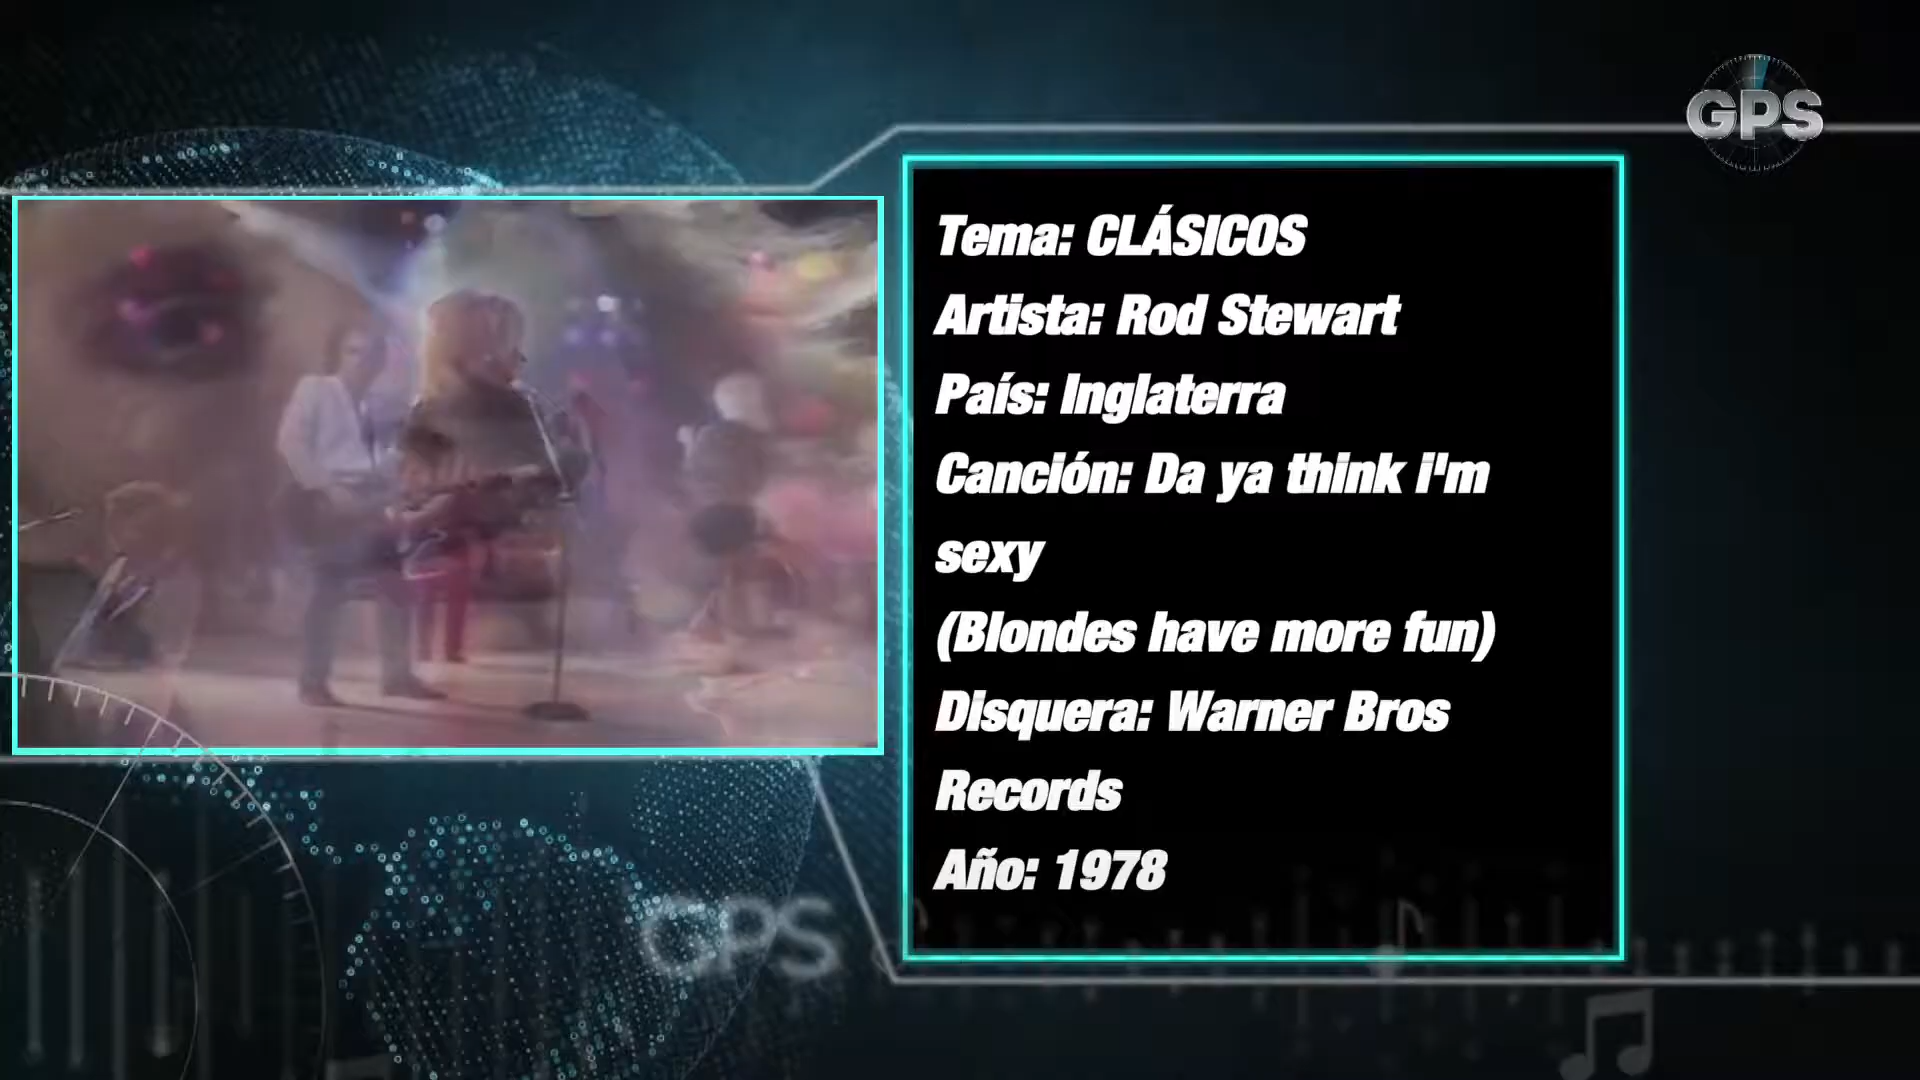 GPS
Tema: CLÁSICOS
Artista: Rod Stewart
País: Inglaterra
Canción: Da ya think i'm
sexy
(Blondes have more fun)
Disquera: Warner Bros
Records
Año: 1978
GPS